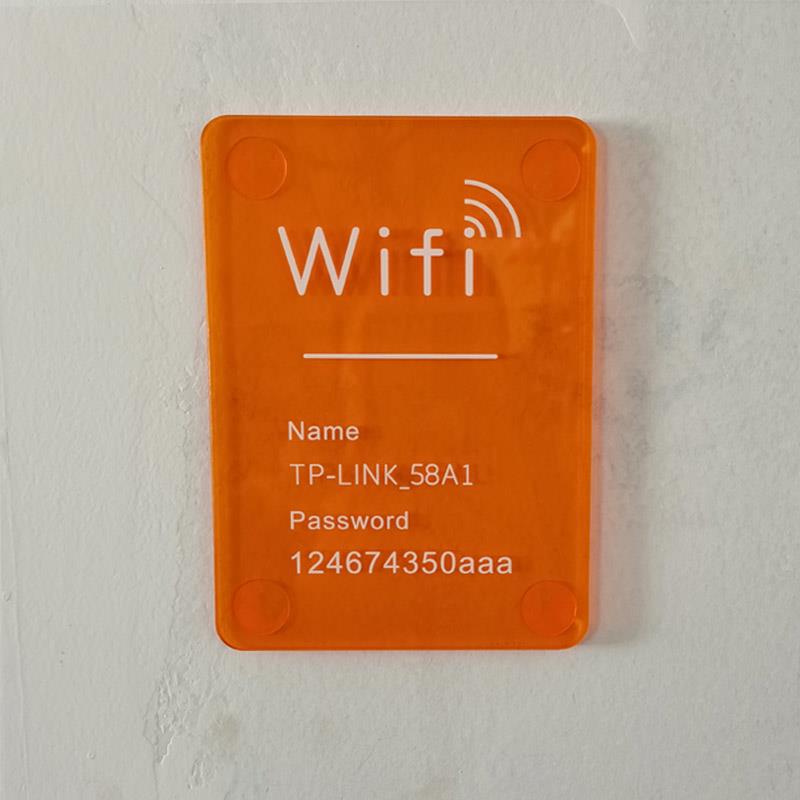 Wifi
Name
TP-LINK_58A1
Password
124674350aaa